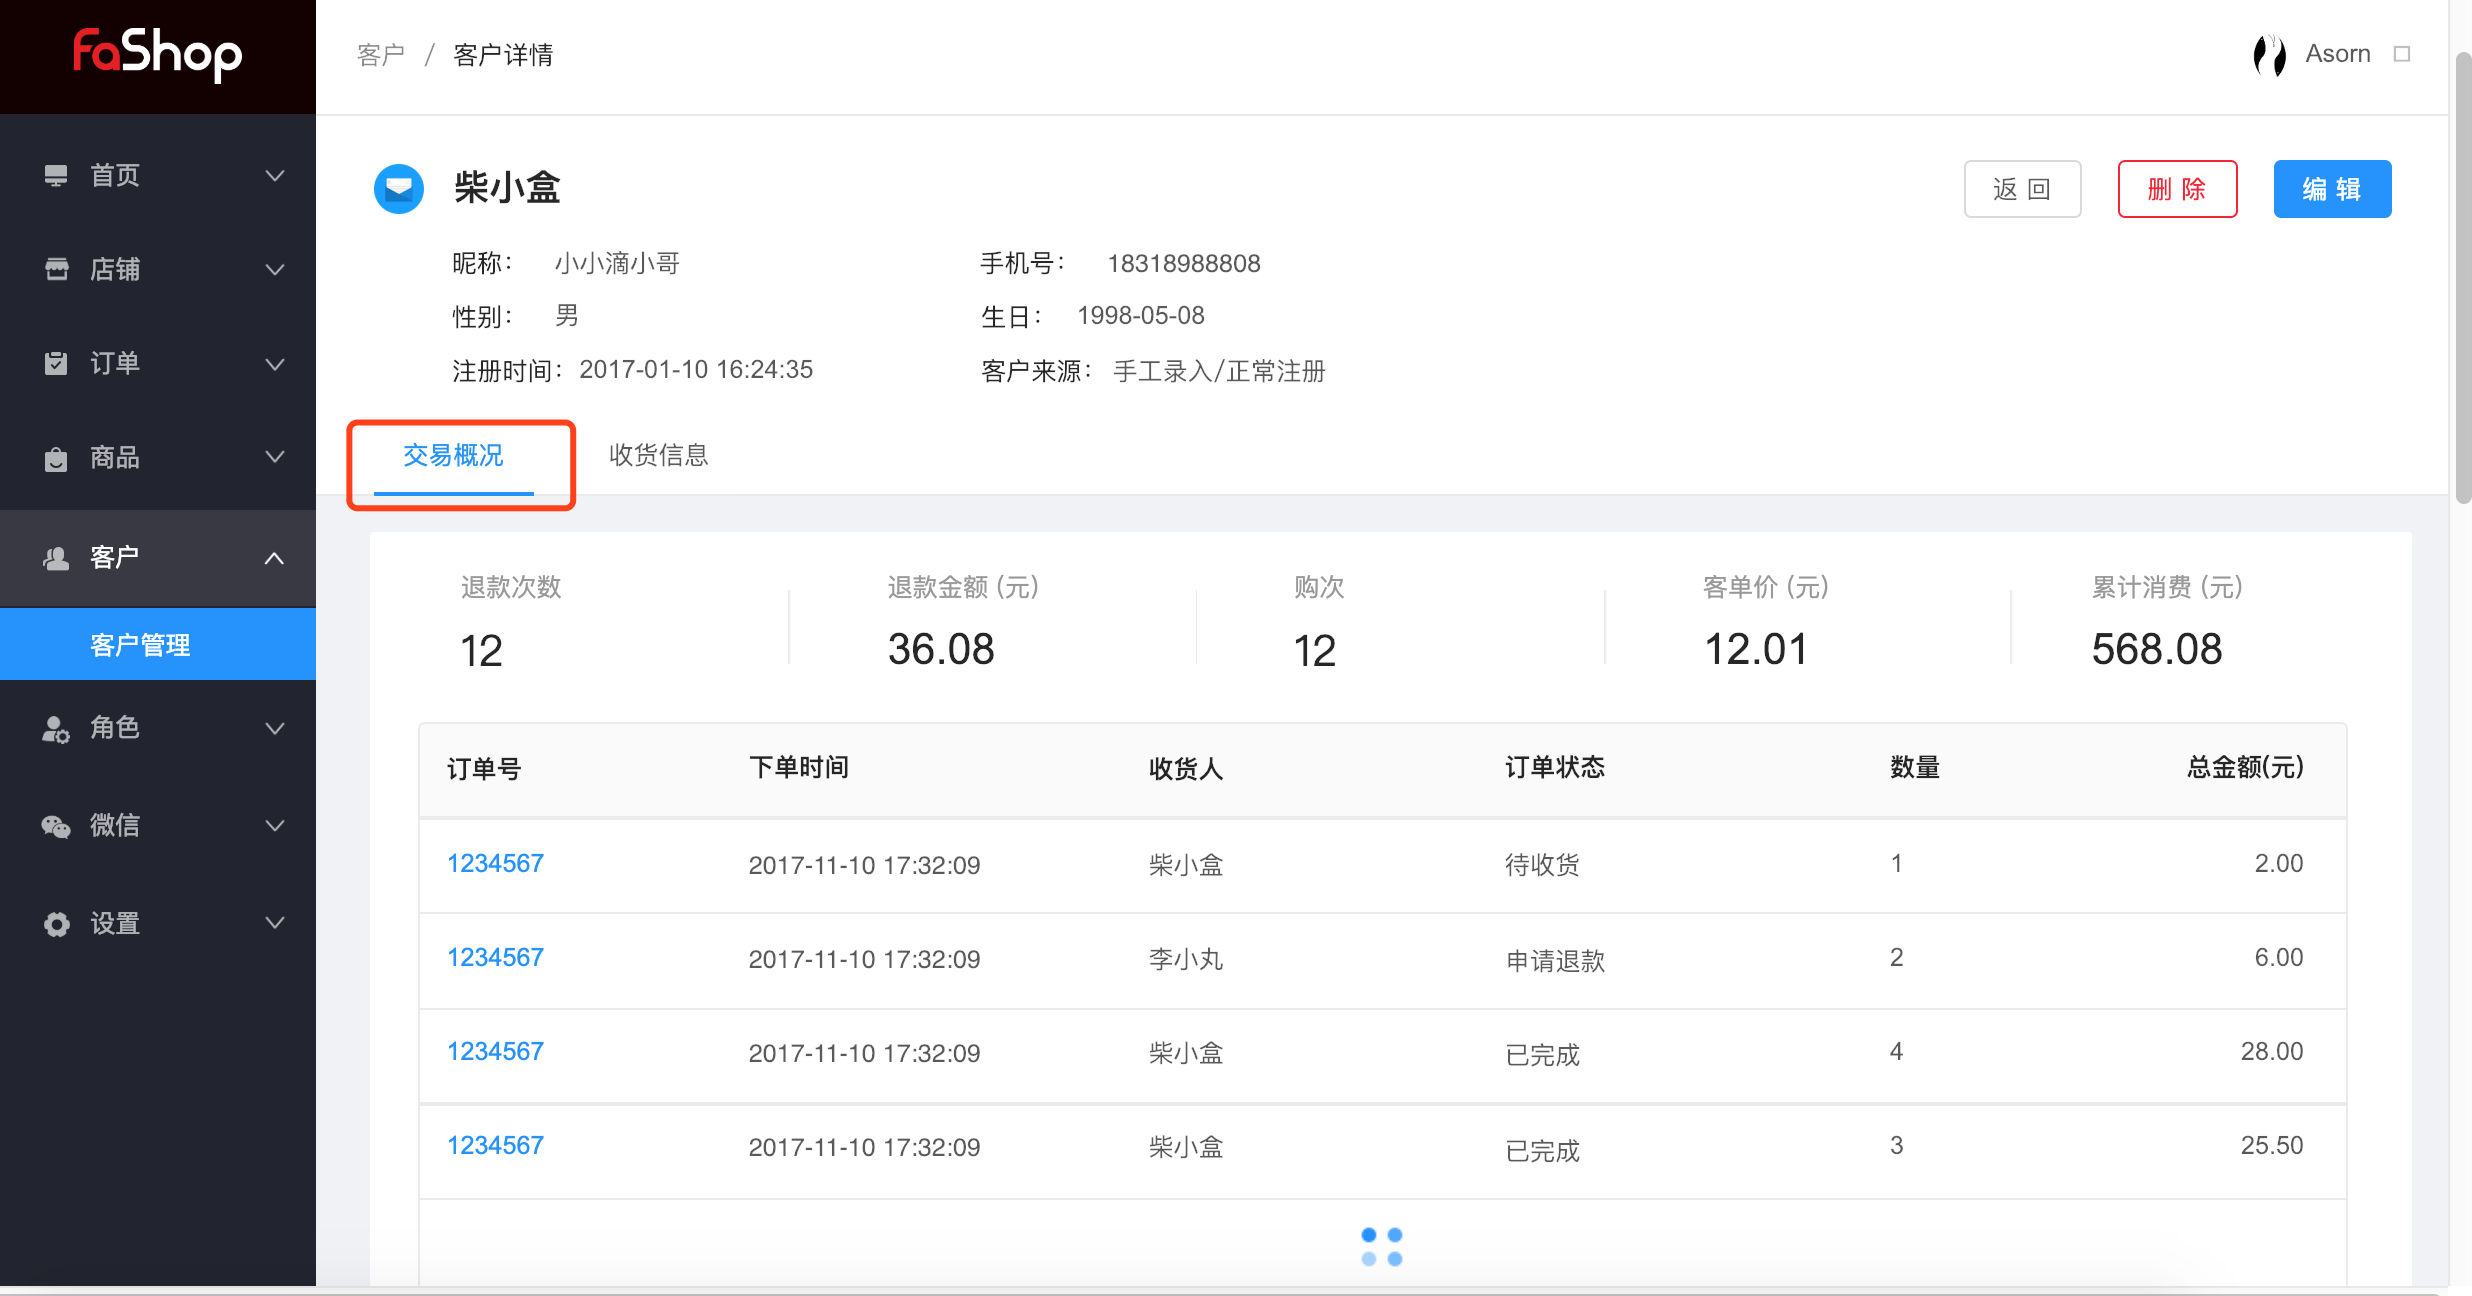 FaShop
客户 / 客户详情
Asorn
首页
店铺
订单
商品
客户
客户管理
角色
微信
设置
柴小盒
返 回
删 除
编 辑
昵称： 小小滴小哥
手机号： 18318988808
性别： 男
生日： 1998-05-08
注册时间： 2017-01-10 16:24:35
客户来源： 手工录入/正常注册
交易概况
收货信息
退款次数 退款金额 (元) 购次 客单价 (元) 累计消费 (元)
12 36.08 12 12.01 568.08
订单号 下单时间 收货人 订单状态 数量 总金额(元)
1234567 2017-11-10 17:32:09 柴小盒 待收货 1 2.00
1234567 2017-11-10 17:32:09 李小丸 申请退款 2 6.00
1234567 2017-11-10 17:32:09 柴小盒 已完成 4 28.00
1234567 2017-11-10 17:32:09 柴小盒 已完成 3 25.50